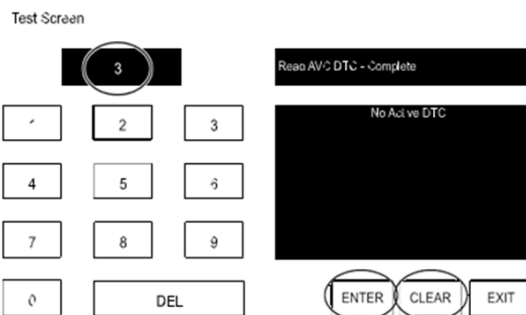 Test Screen
3
Read AVC DTC - Complete
No Active DTC
1 2 3
4 5 6
7 8 9
0 DEL ENTER CLEAR EXIT